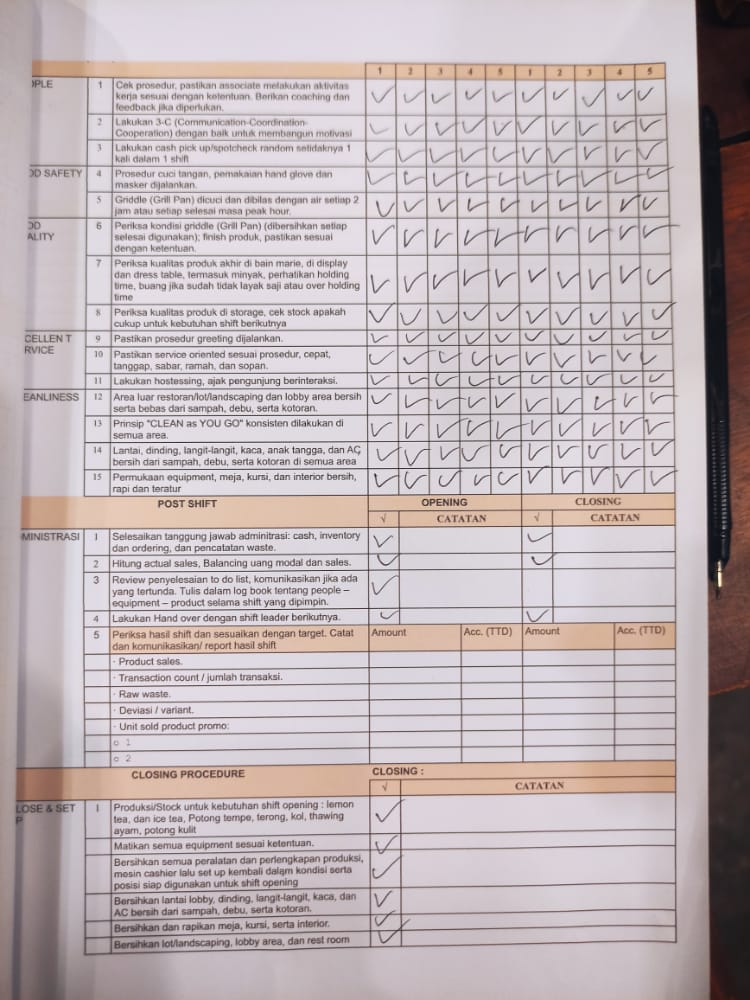 1 2 3 4 5 1 2 3 4 5
OPLE 1 Cek prosedur, pastikan associate melakukan aktivitas
kerja sesuai dengan ketentuan. Berikan coaching dan
feedback jika diperlukan.
✓ ✓ ✓ ✓ ✓ ✓ ✓ ✓ ✓ ✓
2 Lakukan 3-C (Communication-Coordination-
Cooperation) dengan baik untuk membangun motivasi
✓ ✓ ✓ ✓ ✓ ✓ ✓ ✓ ✓ ✓
3 Lakukan cash pick up/spotcheck random setidaknya 1
kali dalam 1 shift
✓ ✓ ✓ ✓ ✓ ✓ ✓ ✓ ✓ ✓
OD SAFETY 4 Prosedur cuci tangan, pemakaian hand glove dan
masker dijalankan.
✓ ✓ ✓ ✓ ✓ ✓ ✓ ✓ ✓ ✓
5 Griddle (Grill Pan) dicuci dan dibilas dengan air setiap 2
jam atau setiap selesai masa peak hour.
✓ ✓ ✓ ✓ ✓ ✓ ✓ ✓ ✓ ✓
OD
ALITY
6 Periksa kondisi griddle (Grill Pan) (dibersihkan setiap
selesai digunakan); finish produk, pastikan sesuai
dengan ketentuan.
✓ ✓ ✓ ✓ ✓ ✓ ✓ ✓ ✓ ✓
7 Periksa kualitas produk akhir di bain marie, di display
dan dress table, termasuk minyak, perhatikan holding
time, buang jika sudah tidak layak saji atau over holding
time
✓ ✓ ✓ ✓ ✓ ✓ ✓ ✓ ✓ ✓
8 Periksa kualitas produk di storage, cek stock apakah
cukup untuk kebutuhan shift berikutnya
✓ ✓ ✓ ✓ ✓ ✓ ✓ ✓ ✓ ✓
CELLEN T
RVICE
9 Pastikan prosedur greeting dijalankan.
✓ ✓ ✓ ✓ ✓ ✓ ✓ ✓ ✓ ✓
10 Pastikan service oriented sesuai prosedur, cepat,
tanggap, sabar, ramah, dan sopan.
✓ ✓ ✓ ✓ ✓ ✓ ✓ ✓ ✓ ✓
11 Lakukan hostessing, ajak pengunjung berinteraksi.
✓ ✓ ✓ ✓ ✓ ✓ ✓ ✓ ✓ ✓
EANLINESS 12 Area luar restoran/lot/landscaping dan lobby area bersih
serta bebas dari sampah, debu, serta kotoran.
✓ ✓ ✓ ✓ ✓ ✓ ✓ ✓ ✓ ✓
13 Prinsip "CLEAN as YOU GO" konsisten dilakukan di
semua area.
✓ ✓ ✓ ✓ ✓ ✓ ✓ ✓ ✓ ✓
14 Lantai, dinding, langit-langit, kaca, anak tangga, dan AC
bersih dari sampah, debu, serta kotoran di semua area
✓ ✓ ✓ ✓ ✓ ✓ ✓ ✓ ✓ ✓
15 Permukaan equipment, meja, kursi, dan interior bersih,
rapi dan teratur
✓ ✓ ✓ ✓ ✓ ✓ ✓ ✓ ✓ ✓
POST SHIFT OPENING CLOSING
√ CATATAN √ CATATAN
MINISTRASI 1 Selesaikan tanggung jawab adminitrasi: cash, inventory
dan ordering, dan pencatatan waste.
✓ ✓
2 Hitung actual sales, Balancing uang modal dan sales. ✓ ✓
3 Review penyelesaian to do list, komunikasikan jika ada
yang tertunda. Tulis dalam log book tentang people –
equipment – product selama shift yang dipimpin.
✓
4 Lakukan Hand over dengan shift leader berikutnya. ✓ ✓
5 Periksa hasil shift dan sesuaikan dengan target. Catat
dan komunikasikan/ report hasil shift
Amount Acc. (TTD) Amount Acc. (TTD)
· Product sales.
· Transaction count / jumlah transaksi.
· Raw waste.
· Deviasi / variant.
· Unit sold product promo:
o 1
o 2
CLOSING PROCEDURE CLOSING :
√ CATATAN
LOSE & SET
P
1 Produksi/Stock untuk kebutuhan shift opening : lemon
tea, dan ice tea, Potong tempe, terong, kol, thawing
ayam, potong kulit
✓
Matikan semua equipment sesuai ketentuan. ✓
Bersihkan semua peralatan dan perlengkapan produksi,
mesin cashier lalu set up kembali dalam kondisi serta
posisi siap digunakan untuk shift opening
✓
Bersihkan lantai lobby, dinding, langit-langit, kaca, dan
AC bersih dari sampah, debu, serta kotoran.
✓
Bersihkan dan rapikan meja, kursi, serta interior. ✓
Bersihkan lot/landscaping, lobby area, dan rest room ✓